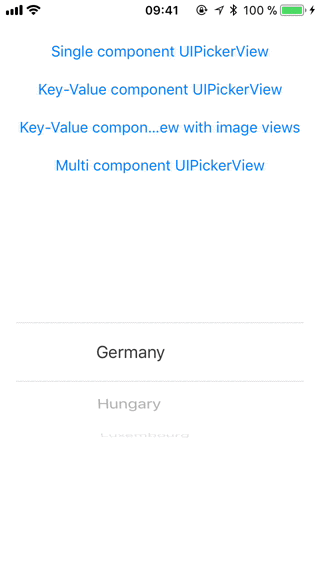 09:41
100 %
Single component UIPickerView
Key-Value component UIPickerView
Key-Value compon...ew with image views
Multi component UIPickerView
Germany
Hungary
Luxembourg